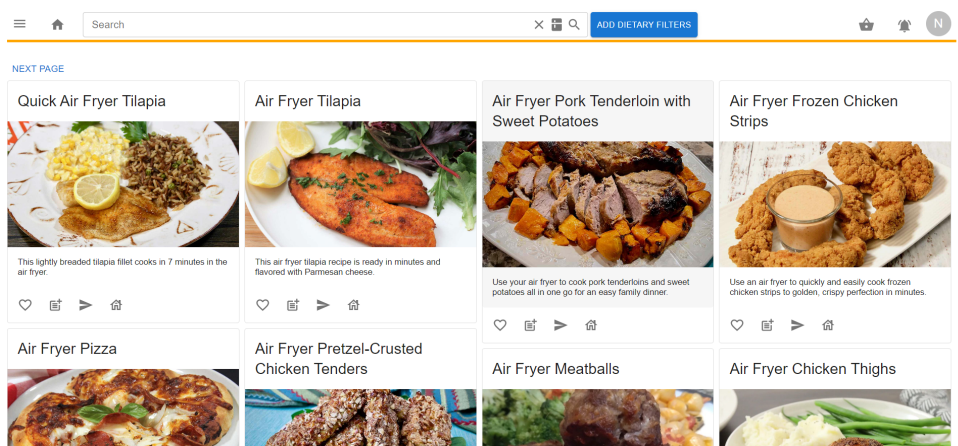 Search
ADD DIETARY FILTERS
N
NEXT PAGE
Quick Air Fryer Tilapia
This lightly breaded tilapia fillet cooks in 7 minutes in the
air fryer.
Air Fryer Tilapia
This air fryer tilapia recipe is ready in minutes and
flavored with Parmesan cheese.
Air Fryer Pork Tenderloin with
Sweet Potatoes
Use your air fryer to cook pork tenderloins and sweet
potatoes all in one go for an easy family dinner.
Air Fryer Frozen Chicken
Strips
Use an air fryer to quickly and easily cook frozen
chicken strips to golden, crispy perfection in minutes.
Air Fryer Pizza
Air Fryer Pretzel-Crusted
Chicken Tenders
Air Fryer Meatballs
Air Fryer Chicken Thighs